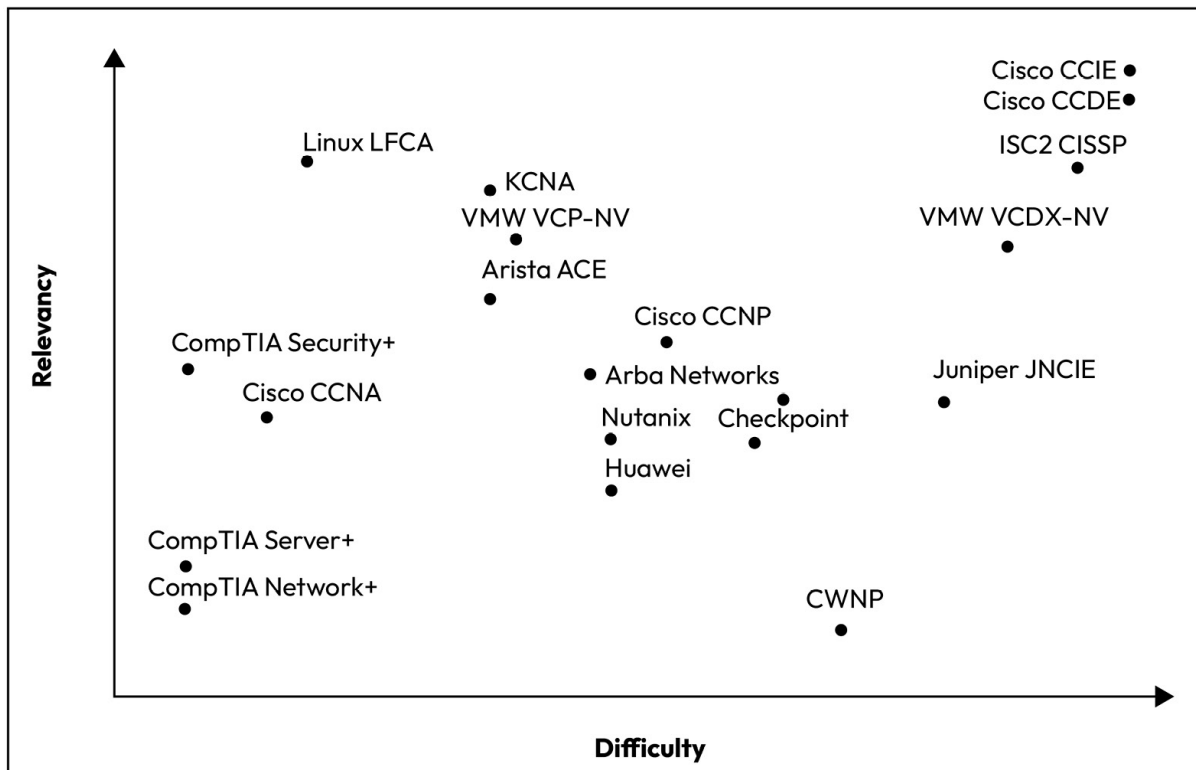 Cisco CCIE
Cisco CCDE
Linux LFCA
ISC2 CISSP
KCNA
VMW VCP-NV
VMW VCDX-NV
Arista ACE
Cisco CCNP
CompTIA Security+
Arba Networks
Juniper JNCIE
Cisco CCNA
Nutanix
Checkpoint
Huawei
CompTIA Server+
CompTIA Network+
CWNP
Relevancy
Difficulty